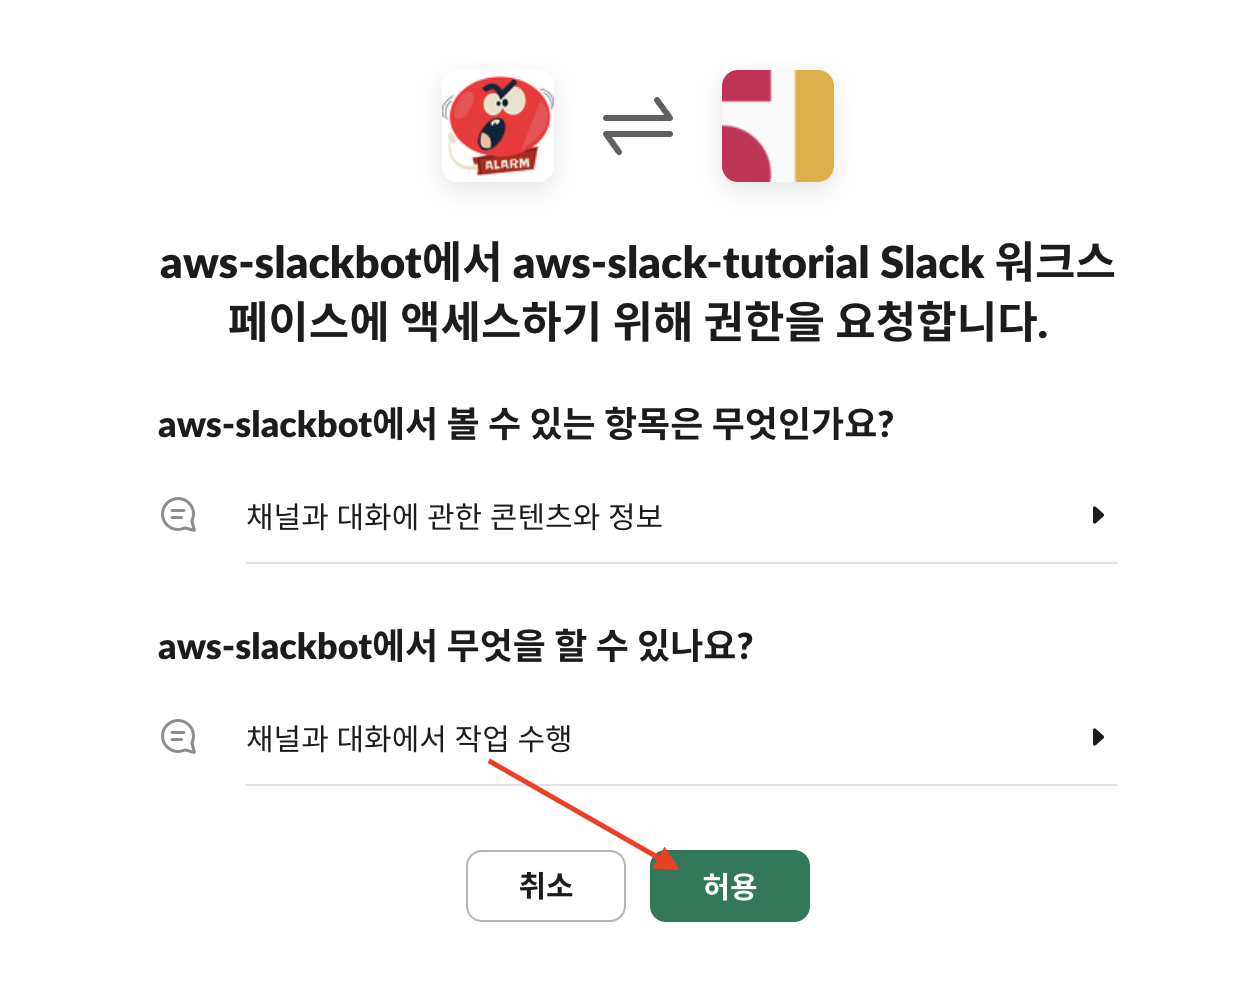 ALARM
aws-slackbot에서 aws-slack-tutorial Slack 워크스
페이스에 액세스하기 위해 권한을 요청합니다.
aws-slackbot에서 볼 수 있는 항목은 무엇인가요?
채널과 대화에 관한 콘텐츠와 정보
aws-slackbot에서 무엇을 할 수 있나요?
채널과 대화에서 작업 수행
취소
허용